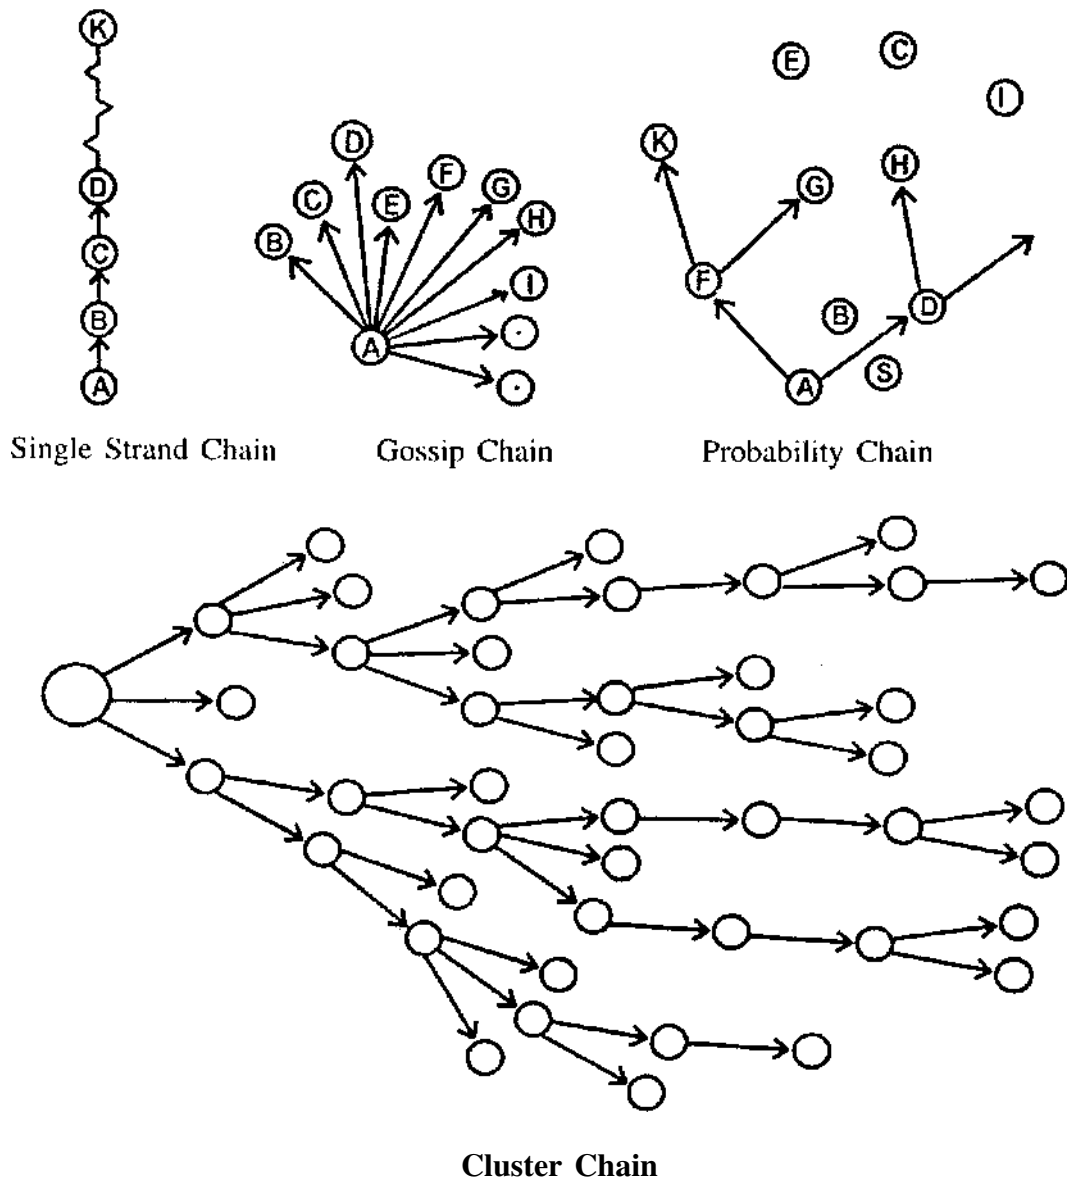 K
D
C
B
A
Single Strand Chain
D
F
G
C
E
H
B
I
A
Gossip Chain
E
C
I
K
H
G
F
B
D
A
S
Probability Chain
Cluster Chain